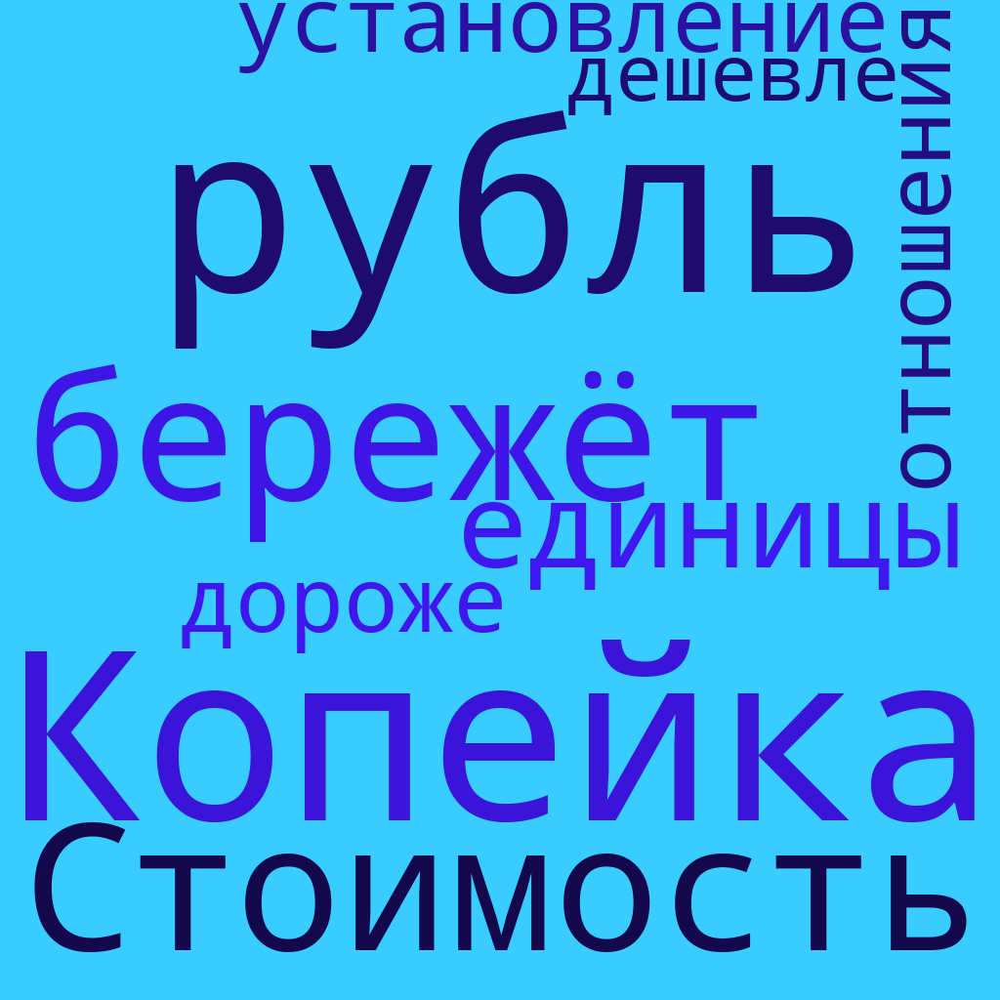 установление
дешевле
отношения
рубль
бережёт
единицы
дороже
Копейка
Стоимость